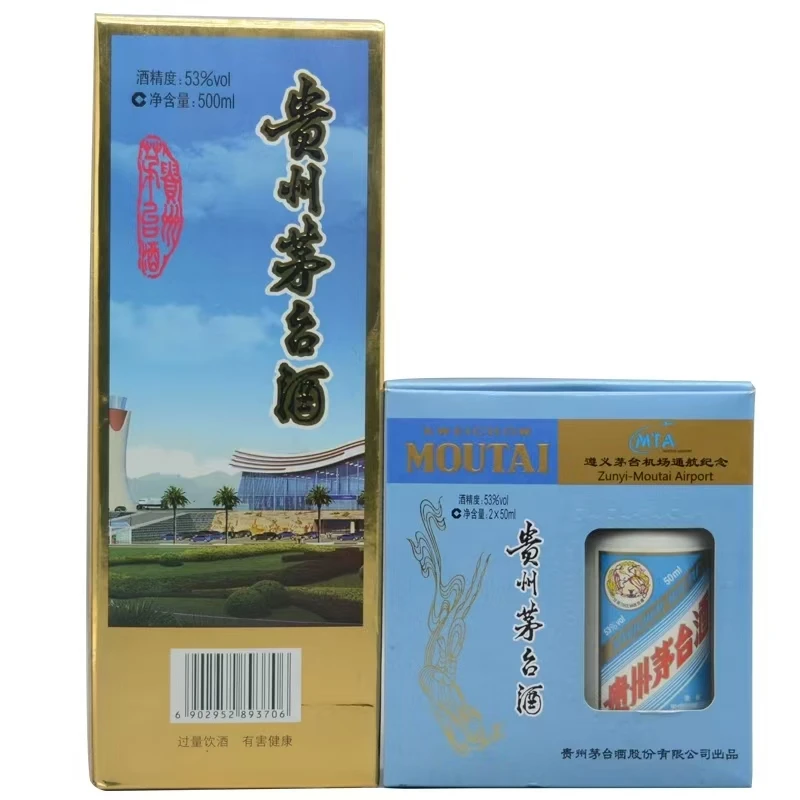 酒精度：53%vol
净含量：500ml
贵州茅台酒
貴州
茅台酒
6 902952 893706
过量饮酒 有害健康
MOUTAI
MTA
遵义茅台机场通航纪念
Zunyi-Moutai Airport
酒精度：53%vol
净含量：2×50ml
贵州茅台酒
50ml
53%vol
贵州茅台酒
贵州茅台酒股份有限公司出品